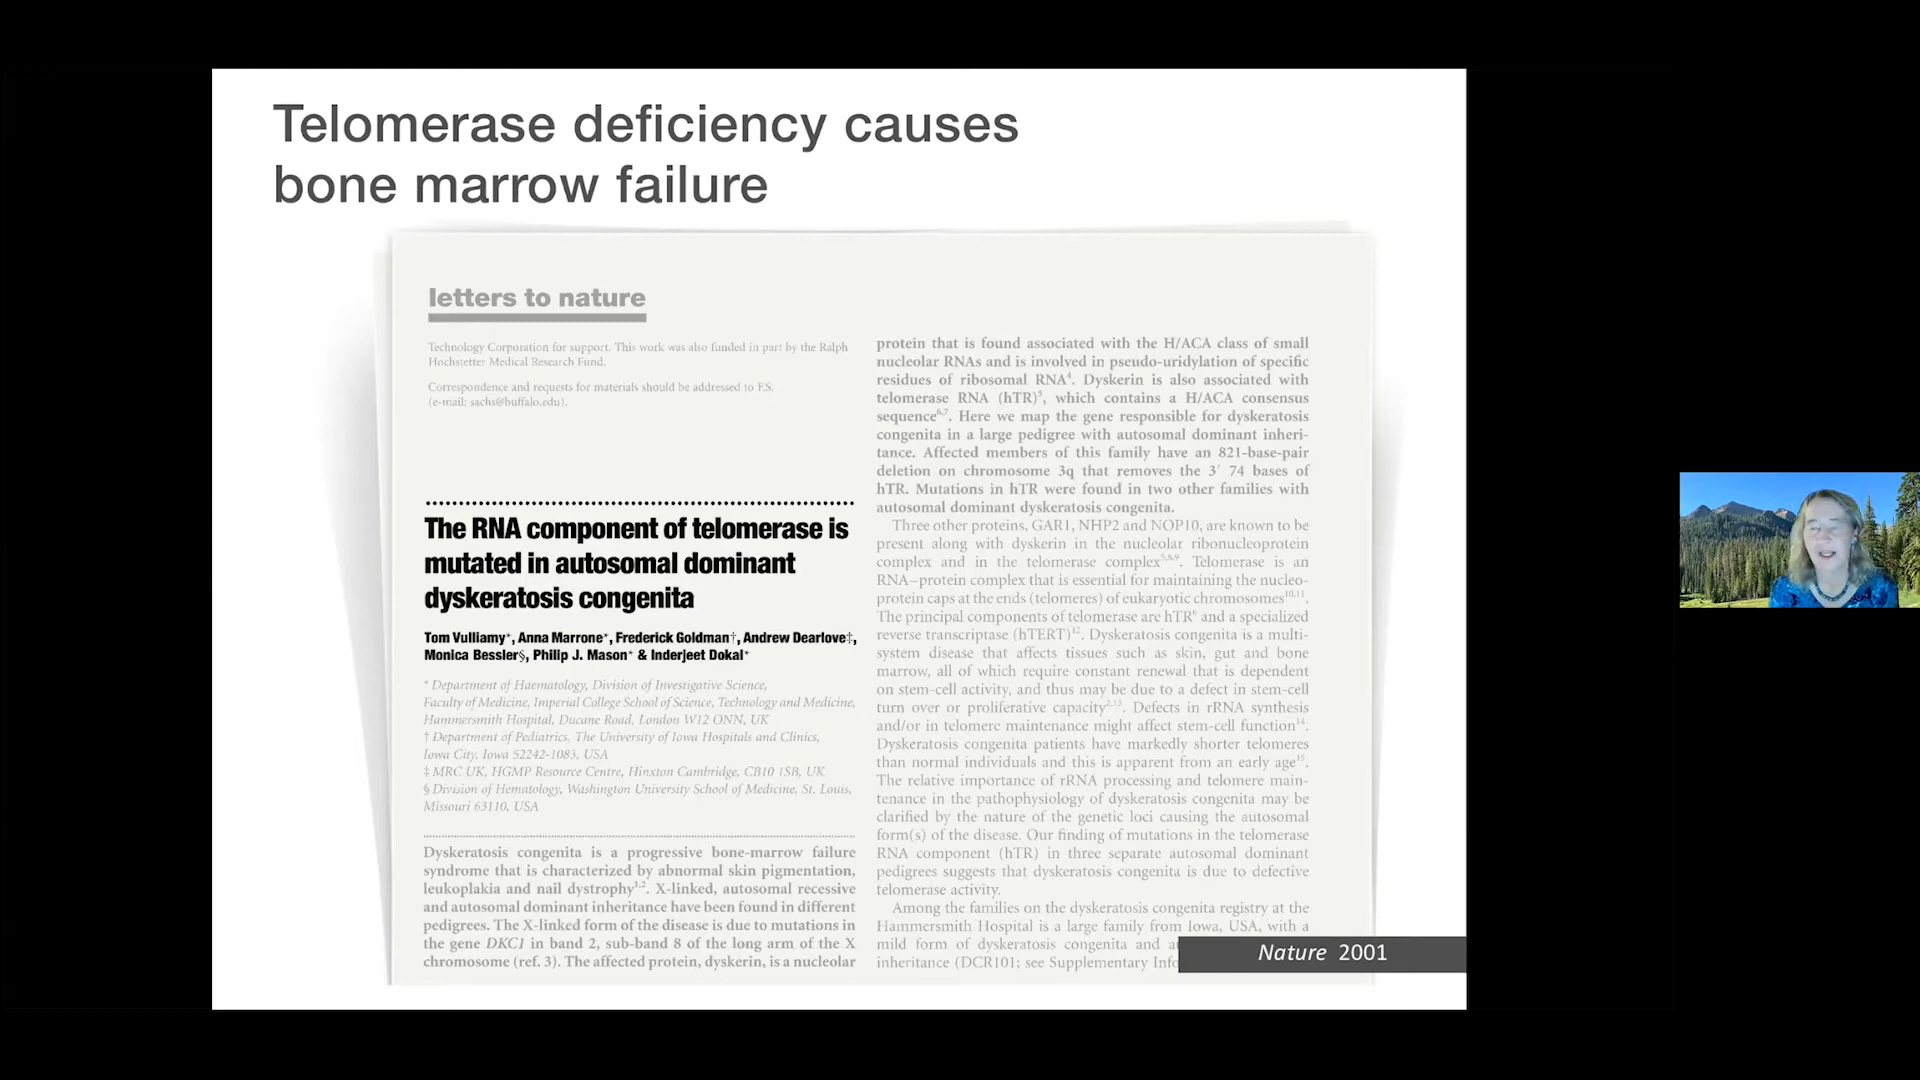 Telomerase deficiency causes
bone marrow failure
letters to nature
Technology Corporation for support. This work was also funded in part by the Ralph
Hochstetter Medical Research Fund.
Correspondence and requests for materials should be addressed to F.S.
(e-mail: sachs@buffalo.edu).
The RNA component of telomerase is
mutated in autosomal dominant
dyskeratosis congenita
Tom Vulliamy*, Anna Marrone*, Frederick Goldman†, Andrew Dearlove‡,
Monica Bessler§, Philip J. Mason* & Inderjeet Dokal*
* Department of Haematology, Division of Investigative Science,
Faculty of Medicine, Imperial College School of Science, Technology and Medicine,
Hammersmith Hospital, Ducane Road, London W12 ONN, UK
† Department of Pediatrics, The University of Iowa Hospitals and Clinics,
Iowa City, Iowa 52242-1083, USA
‡ MRC UK, HGMP Resource Centre, Hinxton Cambridge, CB10 1SB, UK
§ Division of Hematology, Washington University School of Medicine, St. Louis,
Missouri 63110, USA
Dyskeratosis congenita is a progressive bone-marrow failure
syndrome that is characterized by abnormal skin pigmentation,
leukoplakia and nail dystrophy1,2. X-linked, autosomal recessive
and autosomal dominant inheritance have been found in different
pedigrees. The X-linked form of the disease is due to mutations in
the gene DKC1 in band 2, sub-band 8 of the long arm of the X
chromosome (ref. 3). The affected protein, dyskerin, is a nucleolar
protein that is found associated with the H/ACA class of small
nucleolar RNAs and is involved in pseudo-uridylation of specific
residues of ribosomal RNA4. Dyskerin is also associated with
telomerase RNA (hTR)5, which contains a H/ACA consensus
sequence6,7. Here we map the gene responsible for dyskeratosis
congenita in a large pedigree with autosomal dominant inheri-
tance. Affected members of this family have an 821-base-pair
deletion on chromosome 3q that removes the 3′ 74 bases of
hTR. Mutations in hTR were found in two other families with
autosomal dominant dyskeratosis congenita.
Three other proteins, GAR1, NHP2 and NOP10, are known to be
present along with dyskerin in the nucleolar ribonucleoprotein
complex and in the telomerase complex5,8,9. Telomerase is an
RNA–protein complex that is essential for maintaining the nucleo-
protein caps at the ends (telomeres) of eukaryotic chromosomes10,11.
The principal components of telomerase are hTR6 and a specialized
reverse transcriptase (hTERT)12. Dyskeratosis congenita is a multi-
system disease that affects tissues such as skin, gut and bone
marrow, all of which require constant renewal that is dependent
on stem-cell activity, and thus may be due to a defect in stem-cell
turn over or proliferative capacity2,13. Defects in rRNA synthesis
and/or in telomere maintenance might affect stem-cell function14.
Dyskeratosis congenita patients have markedly shorter telomeres
than normal individuals and this is apparent from an early age15.
The relative importance of rRNA processing and telomere main-
tenance in the pathophysiology of dyskeratosis congenita may be
clarified by the nature of the genetic loci causing the autosomal
form(s) of the disease. Our finding of mutations in the telomerase
RNA component (hTR) in three separate autosomal dominant
pedigrees suggests that dyskeratosis congenita is due to defective
telomerase activity.
Among the families on the dyskeratosis congenita registry at the
Hammersmith Hospital is a large family from Iowa, USA, with a
mild form of dyskeratosis congenita and
inheritance (DCR101; see Supplementary
Nature 2001